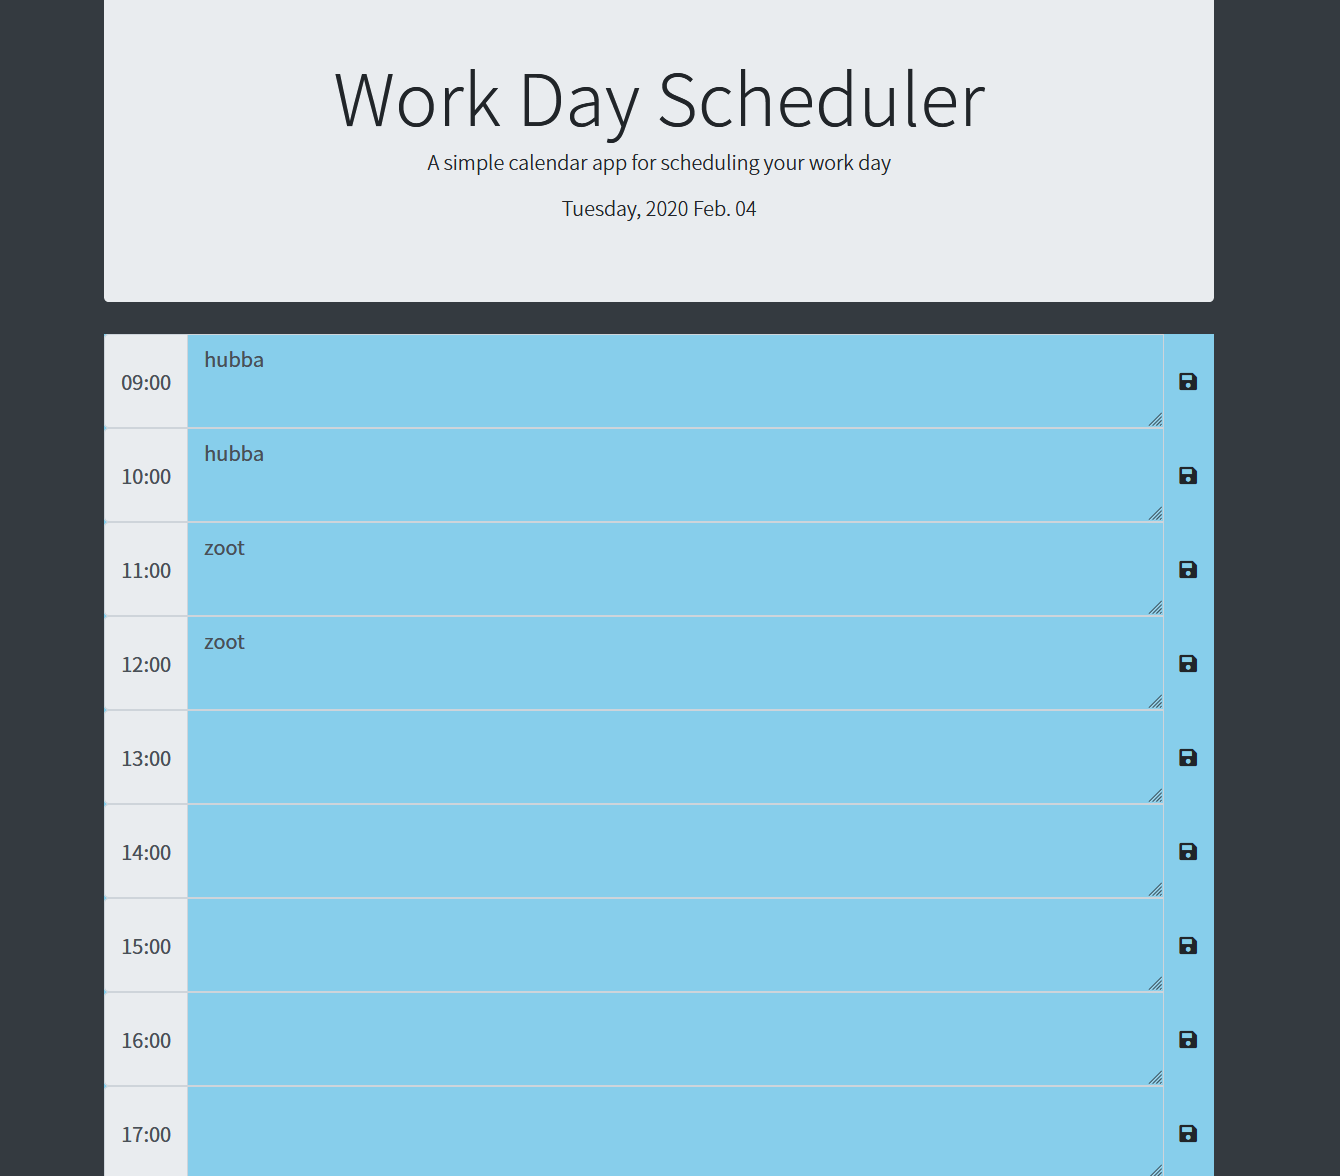 Work Day Scheduler
A simple calendar app for scheduling your work day
Tuesday, 2020 Feb. 04
09:00 hubba
10:00 hubba
11:00 zoot
12:00 zoot
13:00
14:00
15:00
16:00
17:00